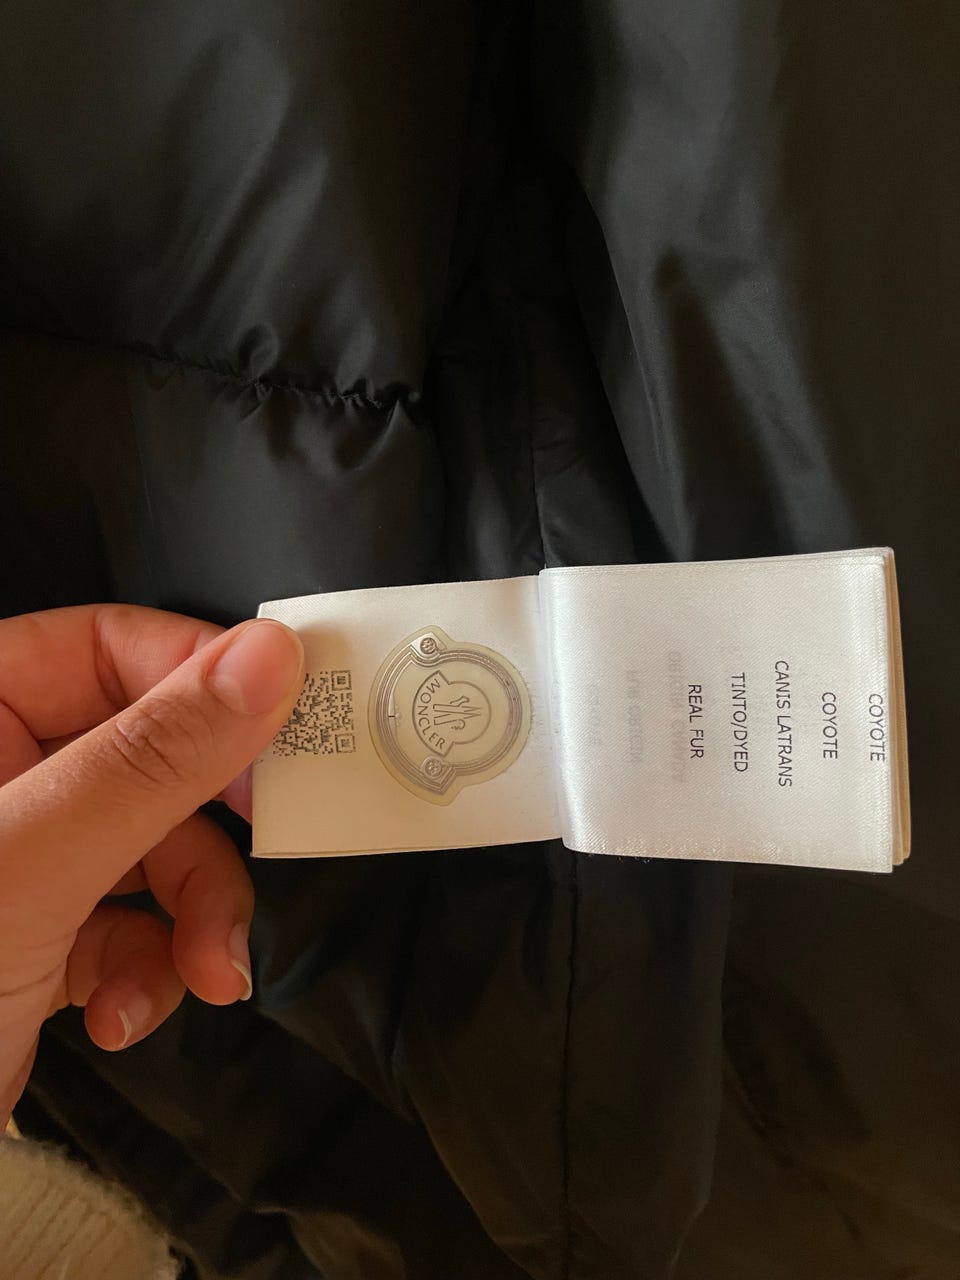 MONCLER
COYOTE
COYOTE
CANIS LATRANS
TINTO/DYED
REAL FUR